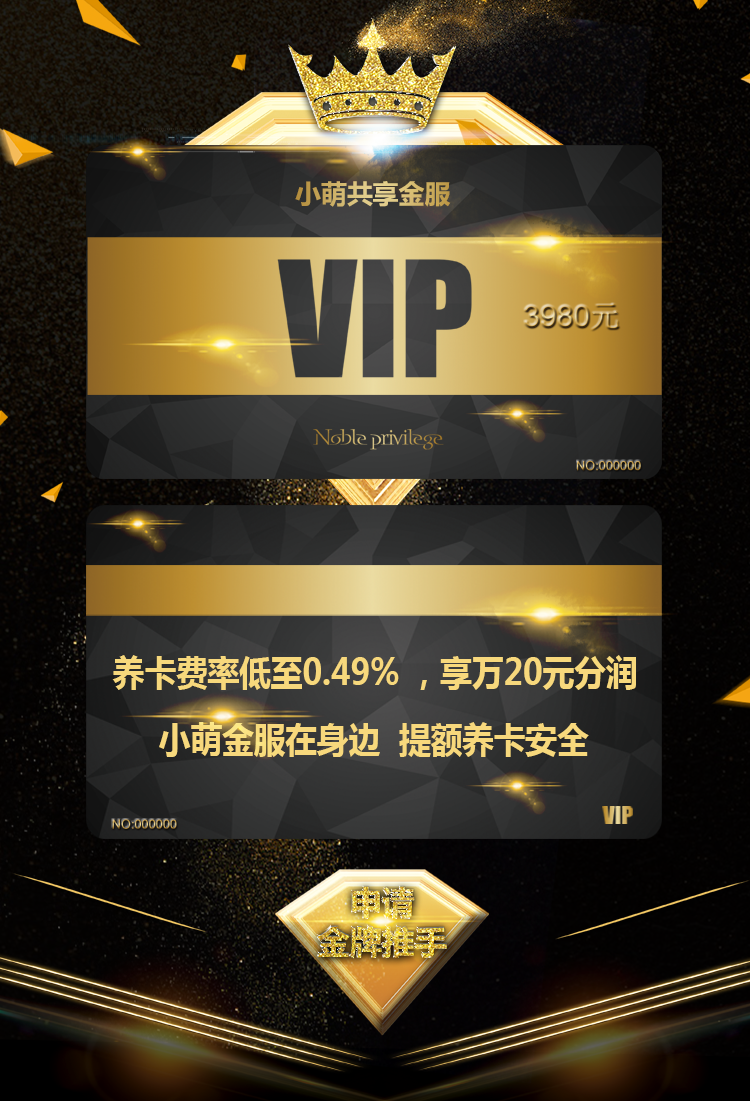 小萌共享金服
VIP
3980元
Noble privilege
NO:000000
养卡费率低至0.49% ，享万20元分润
小萌金服在身边 提额养卡安全
VIP
NO:000000
申请
金牌推手